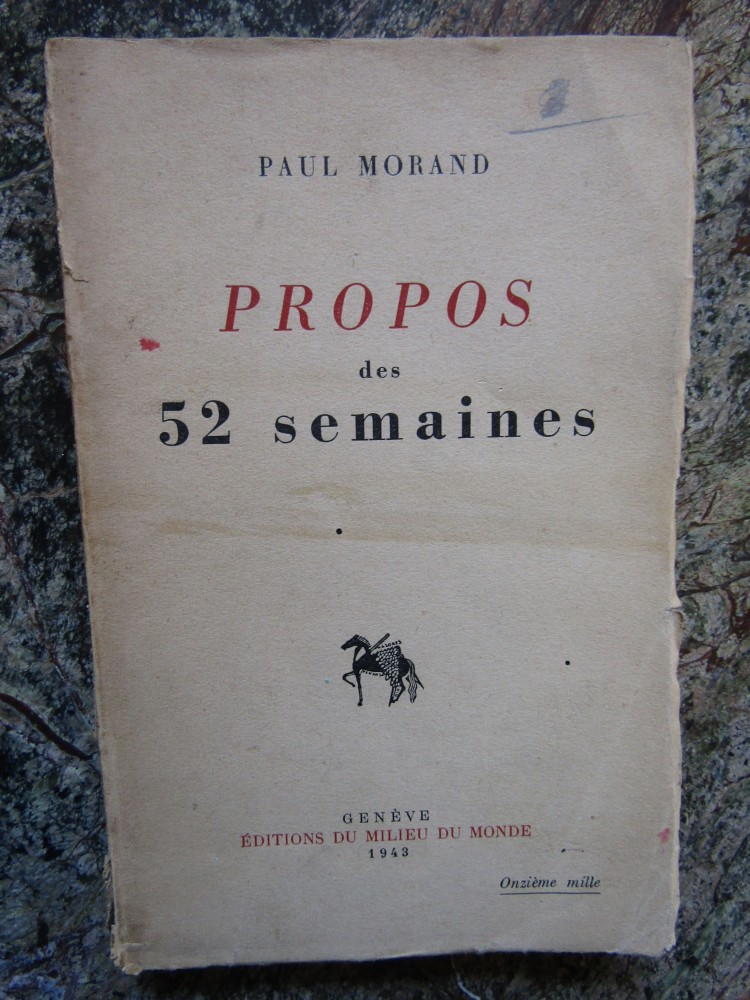 PAUL MORAND
PROPOS
des
52 semaines
GENÈVE
ÉDITIONS DU MILIEU DU MONDE
1943
Onzième mille